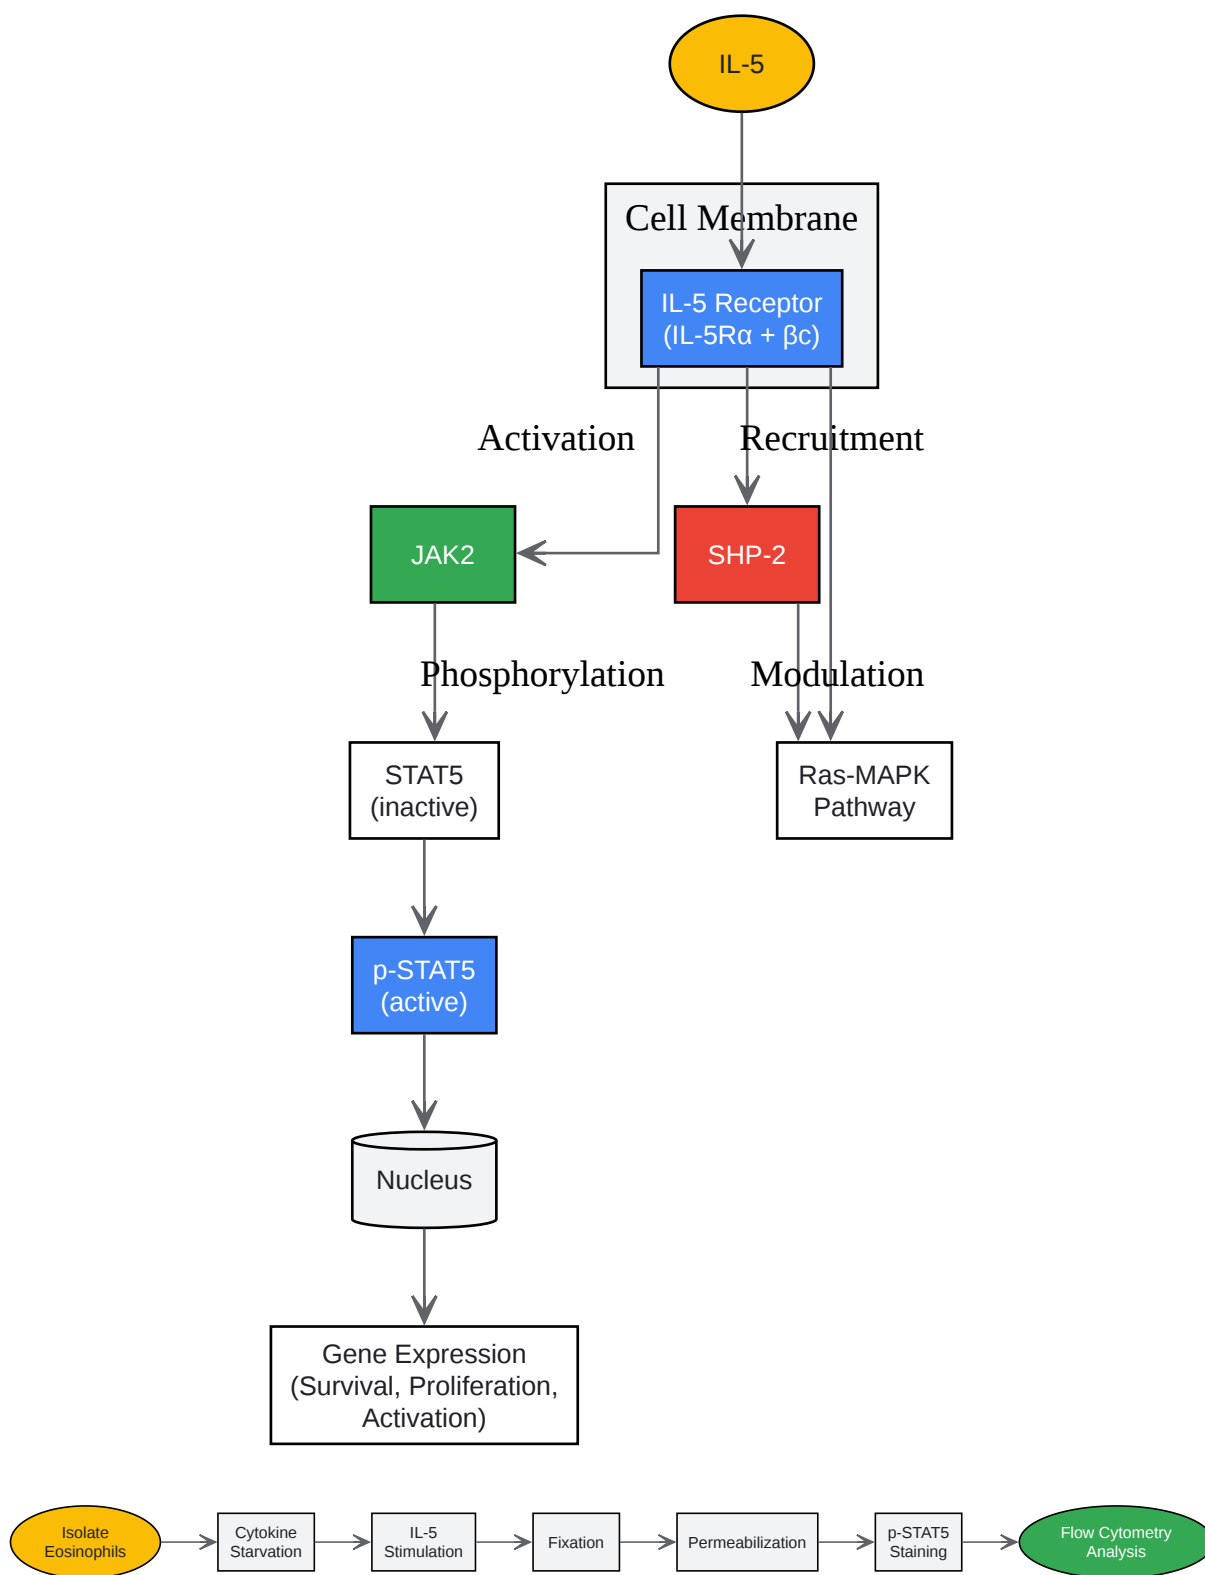 IL-5
Cell Membrane
IL-5 Receptor
(IL-5Rα + βc)
Activation
Recruitment
JAK2
SHP-2
Phosphorylation
Modulation
STAT5
(inactive)
Ras-MAPK
Pathway
p-STAT5
(active)
Nucleus
Gene Expression
(Survival, Proliferation,
Activation)
Isolate
Eosinophils
Cytokine
Starvation
IL-5
Stimulation
Fixation
Permeabilization
p-STAT5
Staining
Flow Cytometry
Analysis